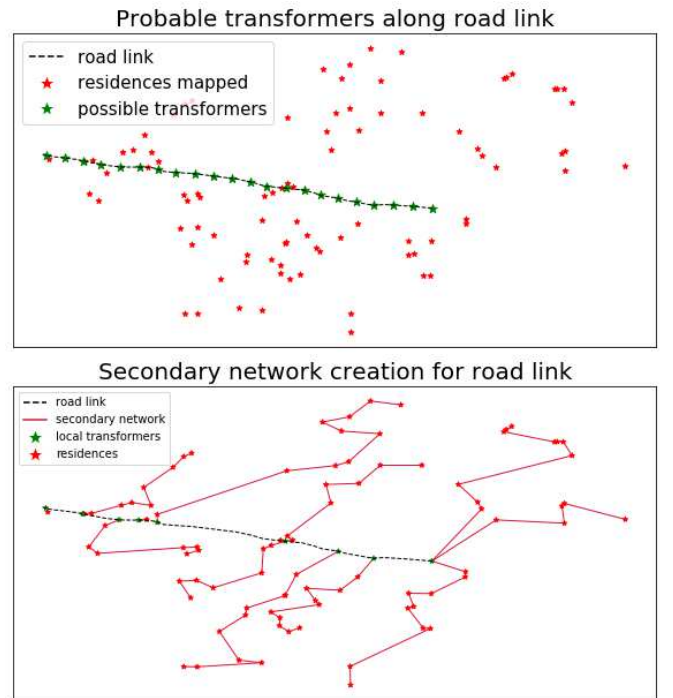 Probable transformers along road link
road link
residences mapped
possible transformers
Secondary network creation for road link
road link
secondary network
local transformers
residences